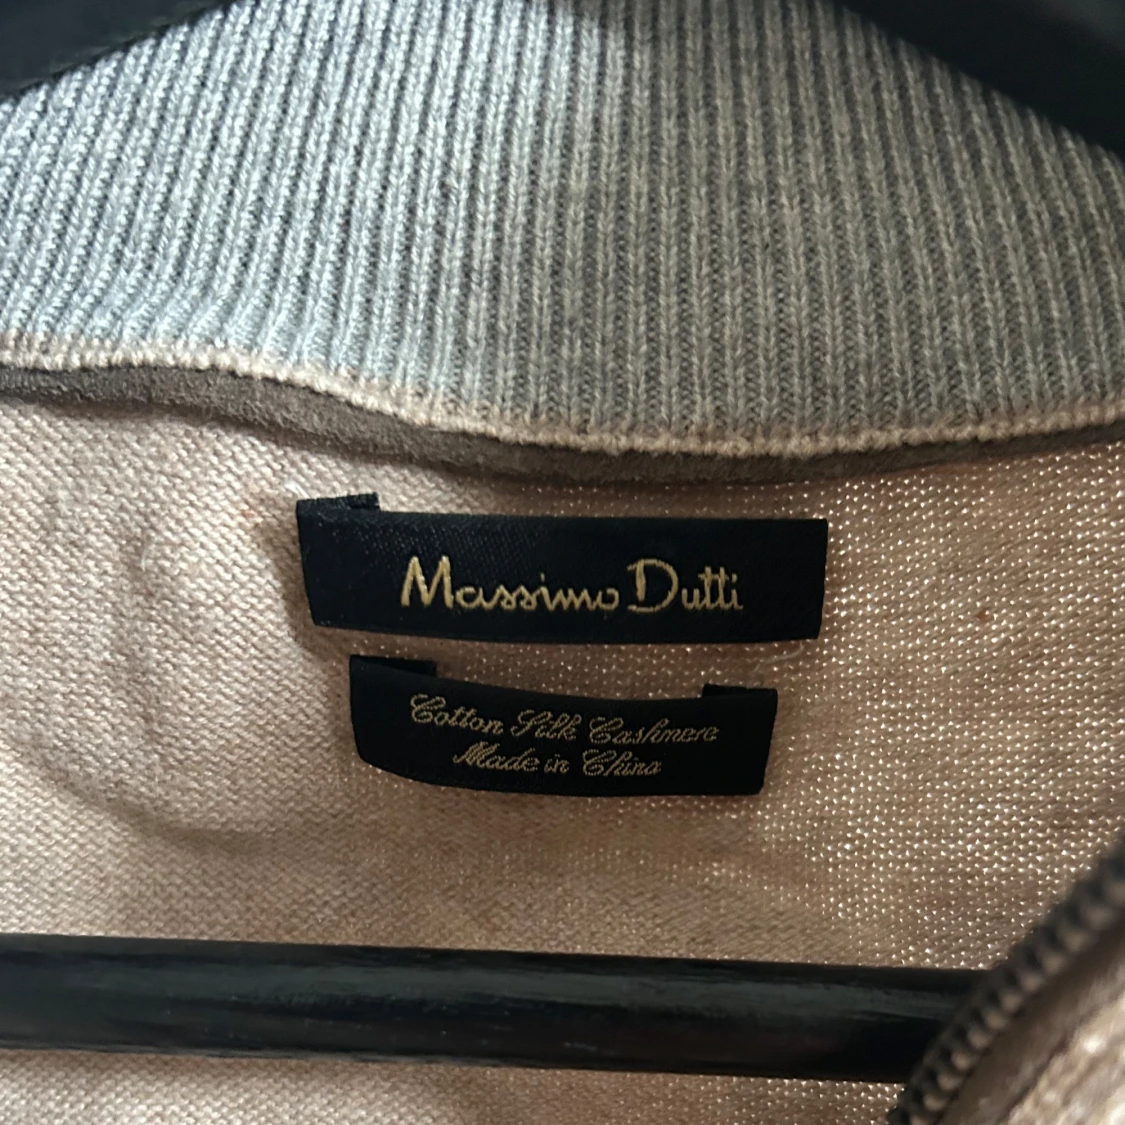 Massimo Dutti
Cotton Silk Cashmere
Made in China